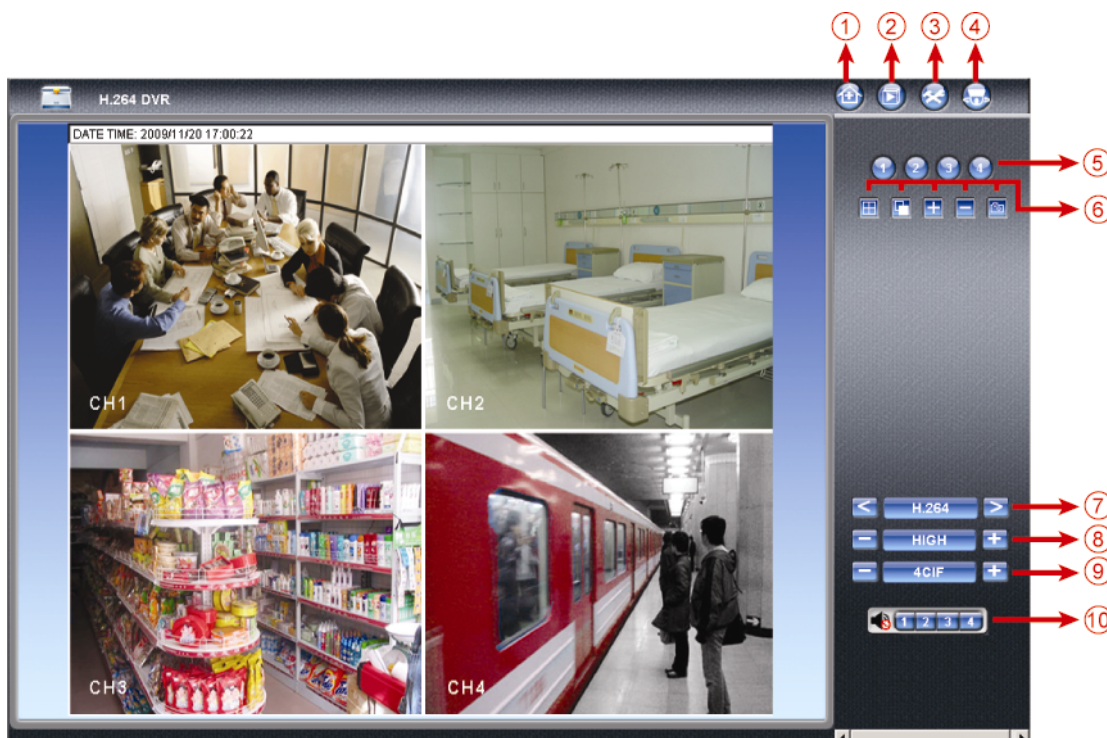 ① ② ③ ④
H.264 DVR
DATE TIME: 2009/11/20 17:00:22
1 2 3 4 ⑤
⑥
CH1
CH2
< H.264 > ⑦
− HIGH + ⑧
− 4CIF + ⑨
1 2 3 4 ⑩
CH3
CH4